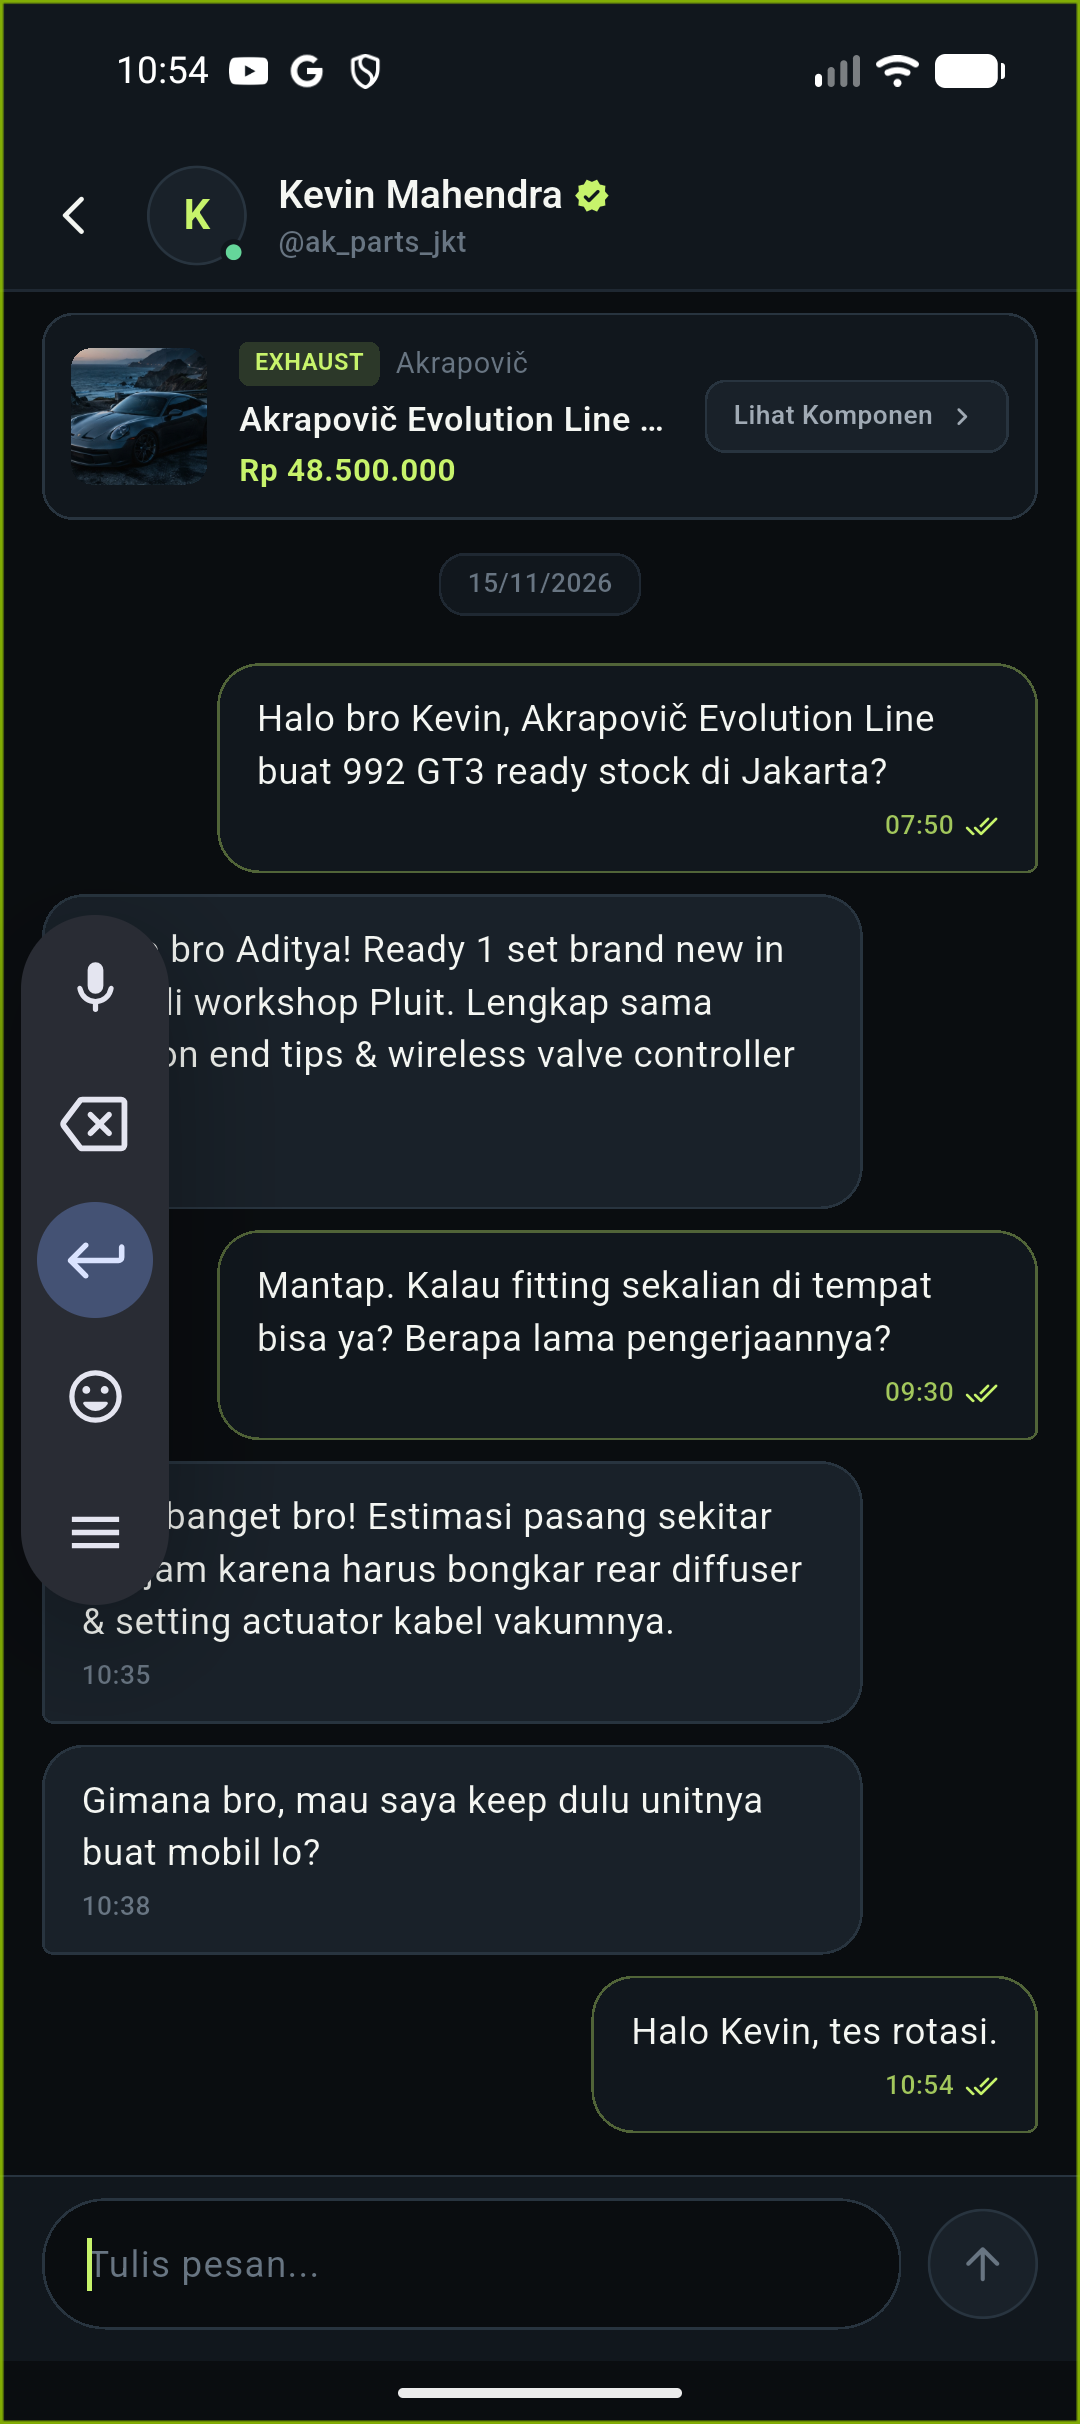 10:54
Kevin Mahendra
@ak_parts_jkt
K
EXHAUST Akrapovič
Akrapovič Evolution Line ...
Rp 48.500.000
Lihat Komponen
15/11/2026
Halo bro Kevin, Akrapovič Evolution Line
buat 992 GT3 ready stock di Jakarta?
07:50
bro Aditya! Ready 1 set brand new in
workshop Pluit. Lengkap sama
end tips & wireless valve controller
Mantap. Kalau fitting sekalian di tempat
bisa ya? Berapa lama pengerjaannya?
09:30
banget bro! Estimasi pasang sekitar
jam karena harus bongkar rear diffuser
& setting actuator kabel vakumnya.
10:35
Gimana bro, mau saya keep dulu unitnya
buat mobil lo?
10:38
Halo Kevin, tes rotasi.
10:54
Tulis pesan...